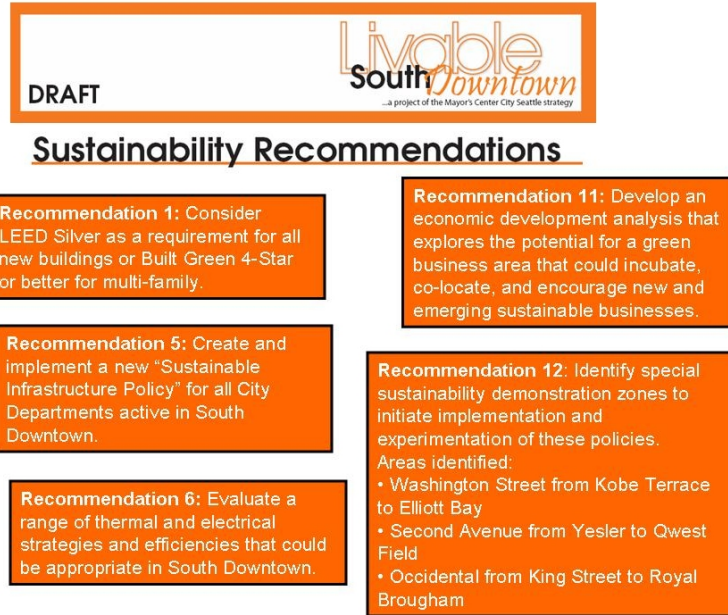 DRAFT
Livable
South Downtown
...a project of the Mayor's Center City Seattle strategy
Sustainability Recommendations
Recommendation 1: Consider
LEED Silver as a requirement for all
new buildings or Built Green 4-Star
or better for multi-family.
Recommendation 5: Create and
implement a new “Sustainable
Infrastructure Policy” for all City
Departments active in South
Downtown.
Recommendation 6: Evaluate a
range of thermal and electrical
strategies and efficiencies that could
be appropriate in South Downtown.
Recommendation 11: Develop an
economic development analysis that
explores the potential for a green
business area that could incubate,
co-locate, and encourage new and
emerging sustainable businesses.
Recommendation 12: Identify special
sustainability demonstration zones to
initiate implementation and
experimentation of these policies.
Areas identified:
• Washington Street from Kobe Terrace
to Elliott Bay
• Second Avenue from Yesler to Qwest
Field
• Occidental from King Street to Royal
Brougham